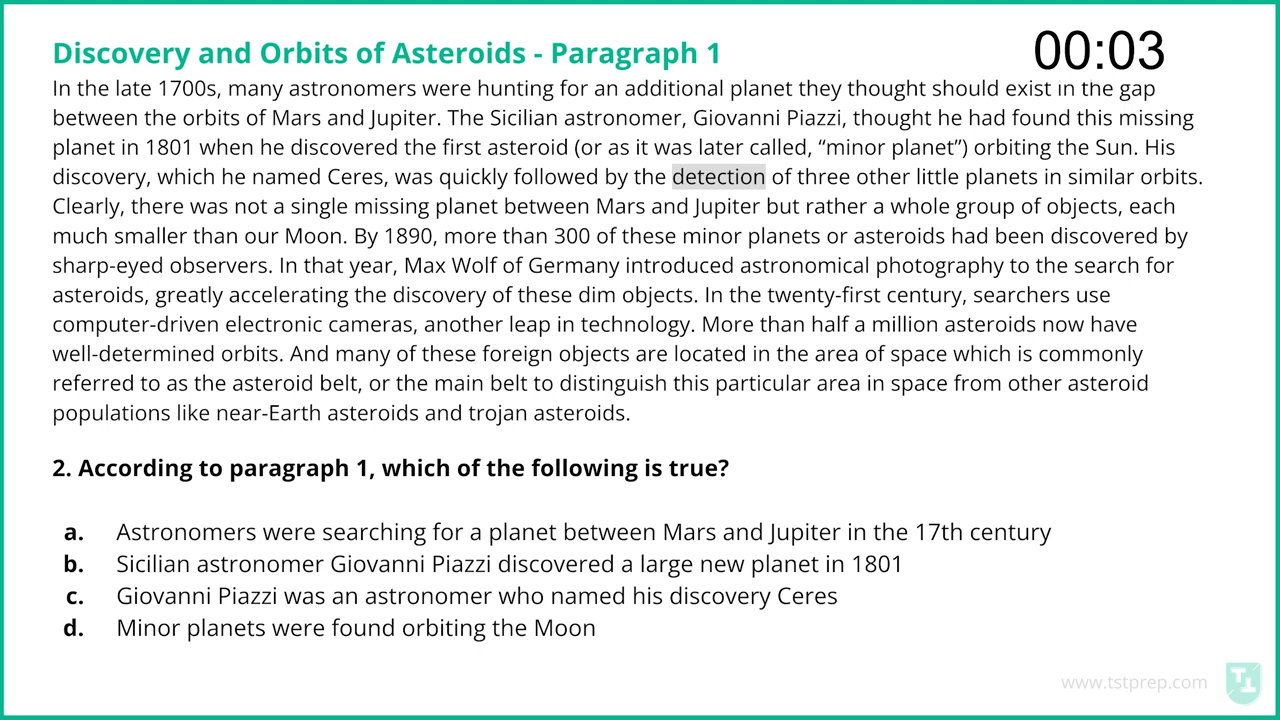 Discovery and Orbits of Asteroids - Paragraph 1
00:03
In the late 1700s, many astronomers were hunting for an additional planet they thought should exist in the gap
between the orbits of Mars and Jupiter. The Sicilian astronomer, Giovanni Piazzi, thought he had found this missing
planet in 1801 when he discovered the first asteroid (or as it was later called, “minor planet”) orbiting the Sun. His
discovery, which he named Ceres, was quickly followed by the detection of three other little planets in similar orbits.
Clearly, there was not a single missing planet between Mars and Jupiter but rather a whole group of objects, each
much smaller than our Moon. By 1890, more than 300 of these minor planets or asteroids had been discovered by
sharp-eyed observers. In that year, Max Wolf of Germany introduced astronomical photography to the search for
asteroids, greatly accelerating the discovery of these dim objects. In the twenty-first century, searchers use
computer-driven electronic cameras, another leap in technology. More than half a million asteroids now have
well-determined orbits. And many of these foreign objects are located in the area of space which is commonly
referred to as the asteroid belt, or the main belt to distinguish this particular area in space from other asteroid
populations like near-Earth asteroids and trojan asteroids.
2. According to paragraph 1, which of the following is true?
a. Astronomers were searching for a planet between Mars and Jupiter in the 17th century
b. Sicilian astronomer Giovanni Piazzi discovered a large new planet in 1801
c. Giovanni Piazzi was an astronomer who named his discovery Ceres
d. Minor planets were found orbiting the Moon
www.tstprep.com